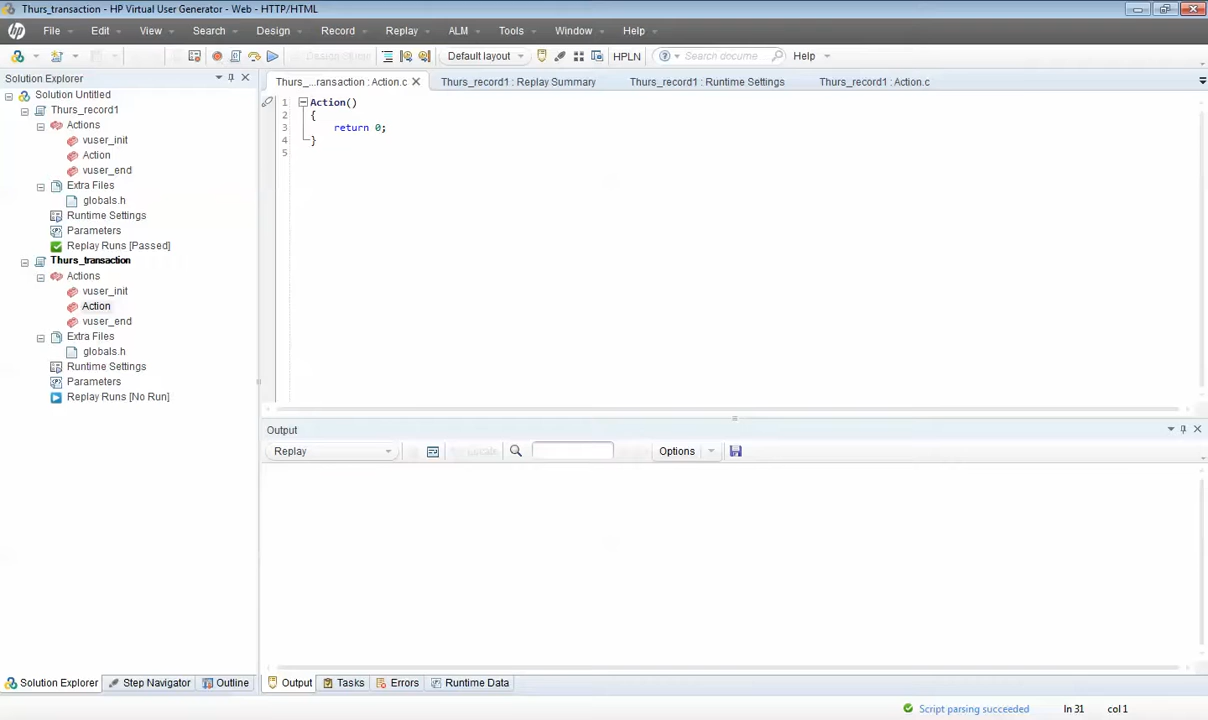 Thurs_transaction - HP Virtual User Generator - Web - HTTP/HTML
hp File Edit View Search Design Record Replay ALM Tools Window Help
Default layout HPLN Search docume Help
Solution Explorer
Thurs_...ransaction : Action.c Thurs_record1 : Replay Summary Thurs_record1 : Runtime Settings Thurs_record1 : Action.c
Solution Untitled
Thurs_record1
Actions
vuser_init
Action
vuser_end
Extra Files
globals.h
Runtime Settings
Parameters
Replay Runs [Passed]
Thurs_transaction
Actions
vuser_init
Action
vuser_end
Extra Files
globals.h
Runtime Settings
Parameters
Replay Runs [No Run]
1 Action()
2 {
3 return 0;
4 }
5
Output
Replay Locate Options
Solution Explorer Step Navigator Outline Output Tasks Errors Runtime Data
Script parsing succeeded ln 31 col 1